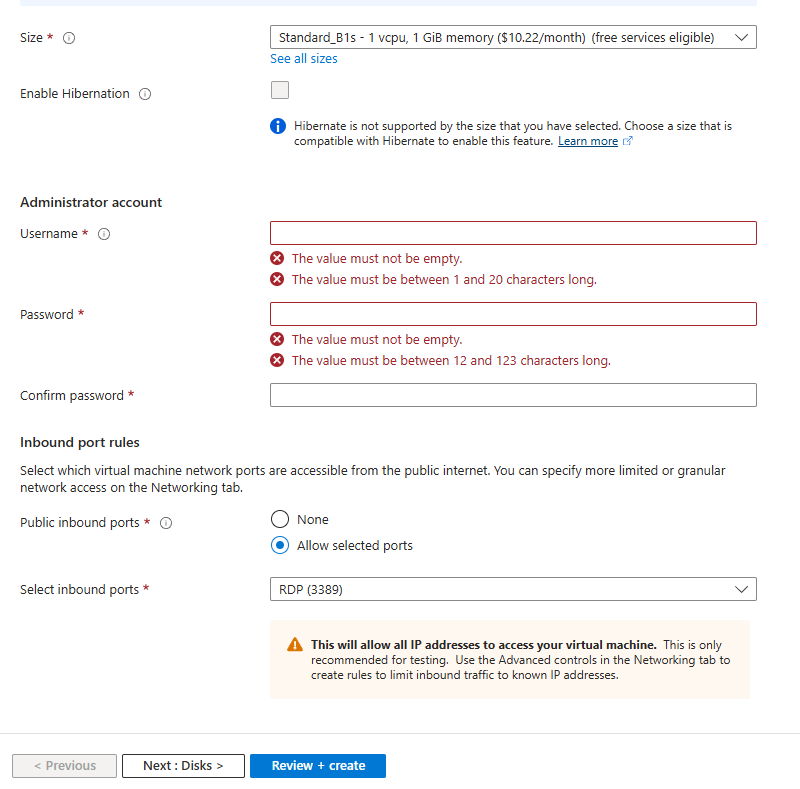 Size *
Standard_B1s - 1 vcpu, 1 GiB memory ($10.22/month) (free services eligible)
See all sizes
Enable Hibernation
Hibernate is not supported by the size that you have selected. Choose a size that is
compatible with Hibernate to enable this feature. Learn more
Administrator account
Username *
The value must not be empty.
The value must be between 1 and 20 characters long.
Password *
The value must not be empty.
The value must be between 12 and 123 characters long.
Confirm password *
Inbound port rules
Select which virtual machine network ports are accessible from the public internet. You can specify more limited or granular
network access on the Networking tab.
Public inbound ports *
None
Allow selected ports
Select inbound ports *
RDP (3389)
This will allow all IP addresses to access your virtual machine. This is only
recommended for testing. Use the Advanced controls in the Networking tab to
create rules to limit inbound traffic to known IP addresses.
< Previous
Next : Disks >
Review + create